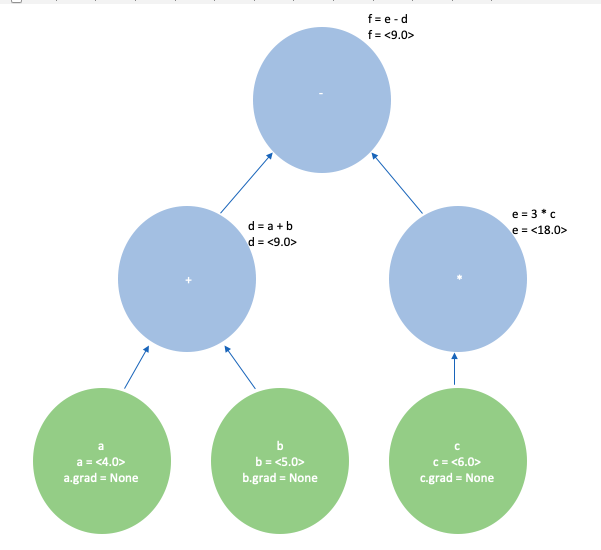 f = e - d
f = <9.0>
-
d = a + b
d = <9.0>
e = 3 * c
e = <18.0>
+
*
a
a = <4.0>
a.grad = None
b
b = <5.0>
b.grad = None
c
c = <6.0>
c.grad = None